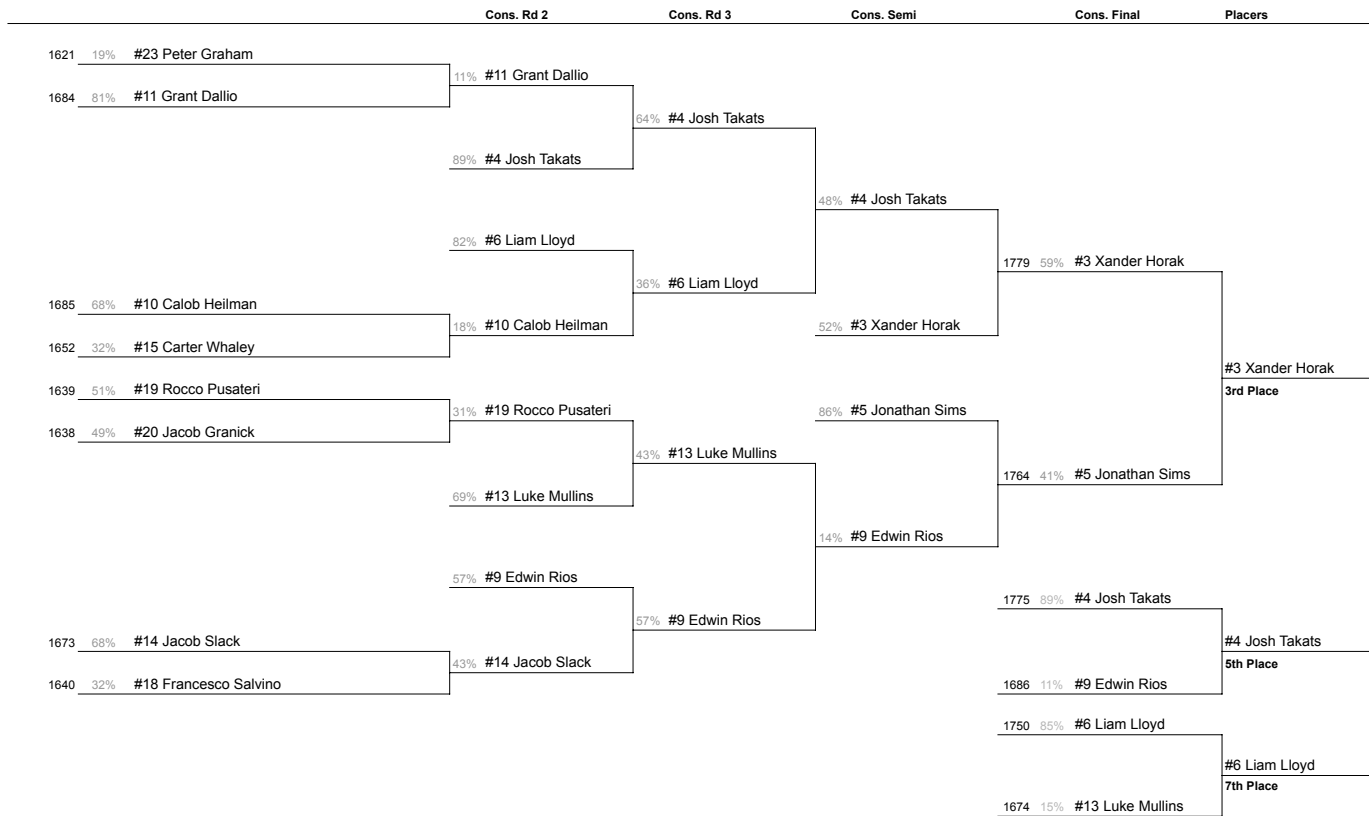 Cons. Rd 2 Cons. Rd 3 Cons. Semi Cons. Final Placers
1621 19% #23 Peter Graham
11% #11 Grant Dallio
1684 81% #11 Grant Dallio
64% #4 Josh Takats
89% #4 Josh Takats
48% #4 Josh Takats
82% #6 Liam Lloyd
1779 59% #3 Xander Horak
36% #6 Liam Lloyd
1685 68% #10 Calob Heilman
18% #10 Calob Heilman 52% #3 Xander Horak
1652 32% #15 Carter Whaley
#3 Xander Horak
1639 51% #19 Rocco Pusateri
3rd Place
31% #19 Rocco Pusateri 86% #5 Jonathan Sims
1638 49% #20 Jacob Granick
43% #13 Luke Mullins
1764 41% #5 Jonathan Sims
69% #13 Luke Mullins
14% #9 Edwin Rios
57% #9 Edwin Rios
1775 89% #4 Josh Takats
57% #9 Edwin Rios
1673 68% #14 Jacob Slack #4 Josh Takats
43% #14 Jacob Slack 5th Place
1640 32% #18 Francesco Salvino 1686 11% #9 Edwin Rios
1750 85% #6 Liam Lloyd
#6 Liam Lloyd
7th Place
1674 15% #13 Luke Mullins